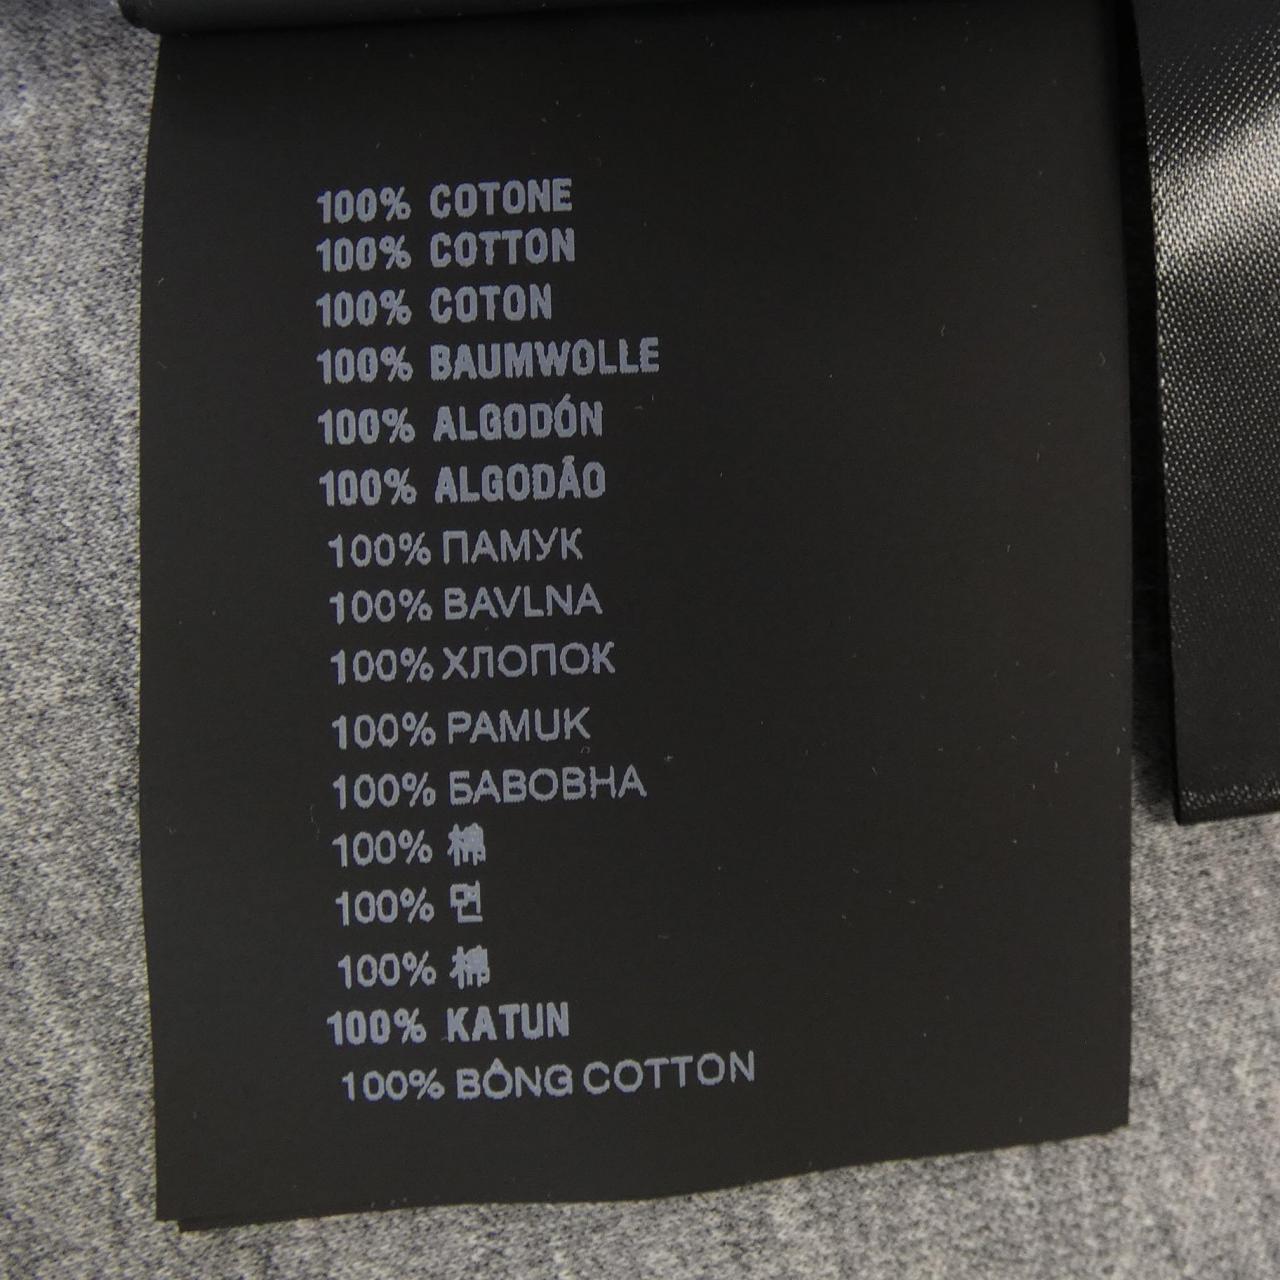 100% COTONE
100% COTTON
100% COTON
100% BAUMWOLLE
100% ALGODÓN
100% ALGODÃO
100% ПАМУК
100% BAVLNA
100% ХЛОПОК
100% PAMUK
100% БАВОВНА
100% 棉
100% 면
100% 棉
100% KATUN
100% BÔNG COTTON